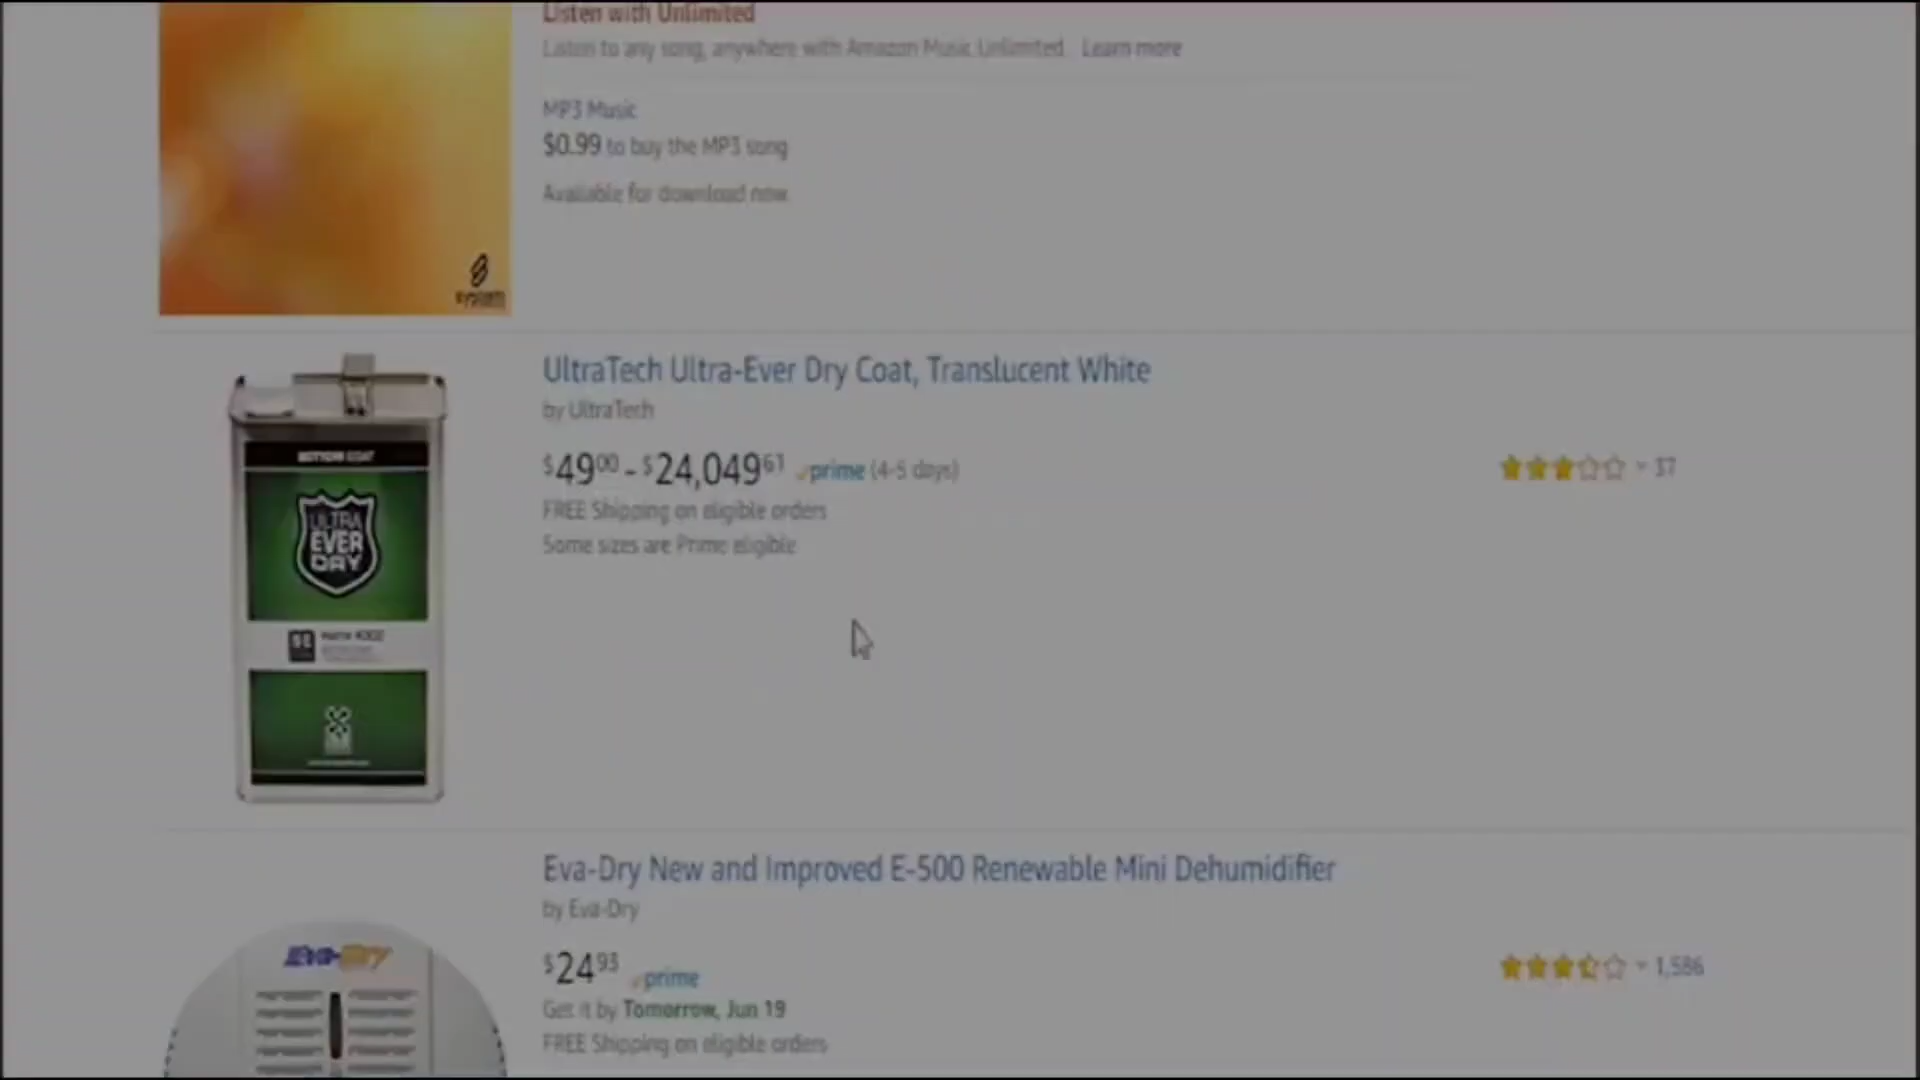 Listen with Unlimited
Listen to any song, anywhere with Amazon Music Unlimited. Learn more
MP3 Music
$0.99 to buy the MP3 song
Available for download now
UltraTech Ultra-Ever Dry Coat, Translucent White
by UltraTech
$49.00 - $24,049.61 prime (4-5 days)
37
FREE Shipping on eligible orders
Some sizes are Prime eligible
BOTTOM COAT
ULTRA
EVER
DRY
SE
Eva-Dry New and Improved E-500 Renewable Mini Dehumidifier
by Eva-Dry
Eva-Dry
$24.93 prime
1,586
Get it by Tomorrow, Jun 19
FREE Shipping on eligible orders